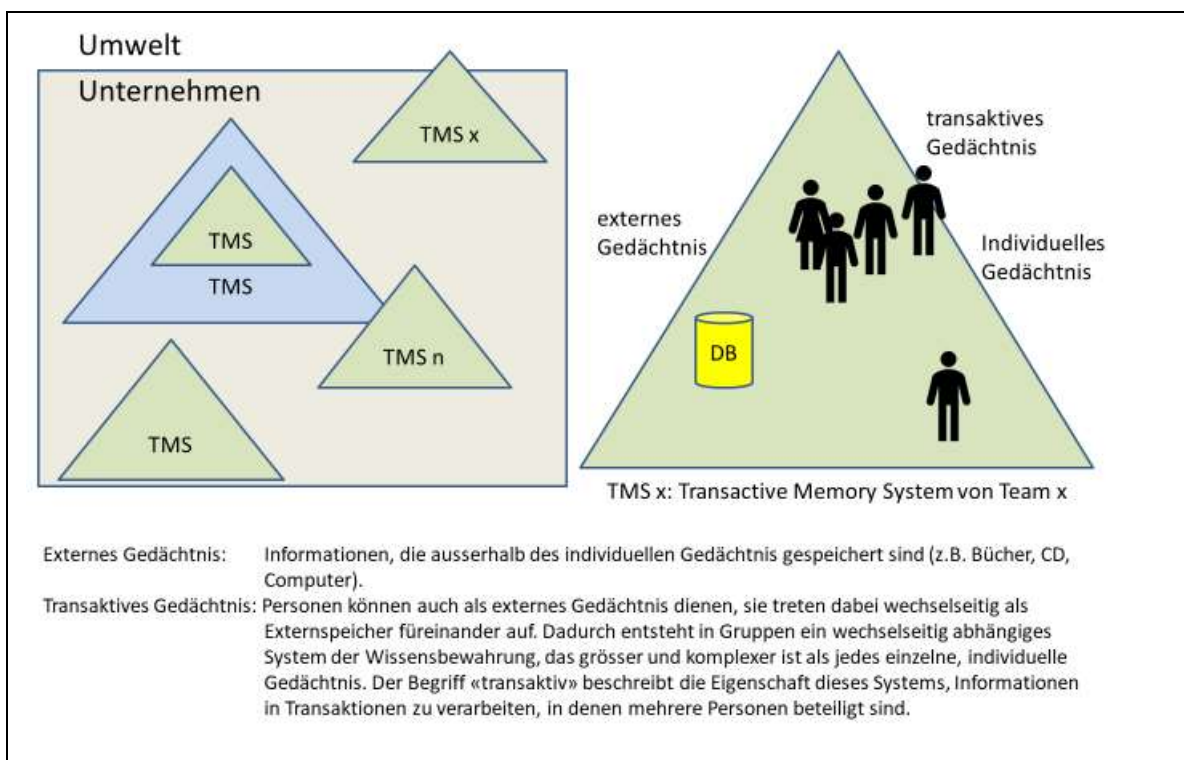 Umwelt
Unternehmen
TMS x
TMS
TMS
TMS n
TMS
transaktives
Gedächtnis
externes
Gedächtnis
Individuelles
Gedächtnis
DB
TMS x: Transactive Memory System von Team x
Externes Gedächtnis: Informationen, die ausserhalb des individuellen Gedächtnis gespeichert sind (z.B. Bücher, CD,
Computer).
Transaktives Gedächtnis: Personen können auch als externes Gedächtnis dienen, sie treten dabei wechselseitig als
Externspeicher füreinander auf. Dadurch entsteht in Gruppen ein wechselseitig abhängiges
System der Wissensbewahrung, das grösser und komplexer ist als jedes einzelne, individuelle
Gedächtnis. Der Begriff «transaktiv» beschreibt die Eigenschaft dieses Systems, Informationen
in Transaktionen zu verarbeiten, in denen mehrere Personen beteiligt sind.